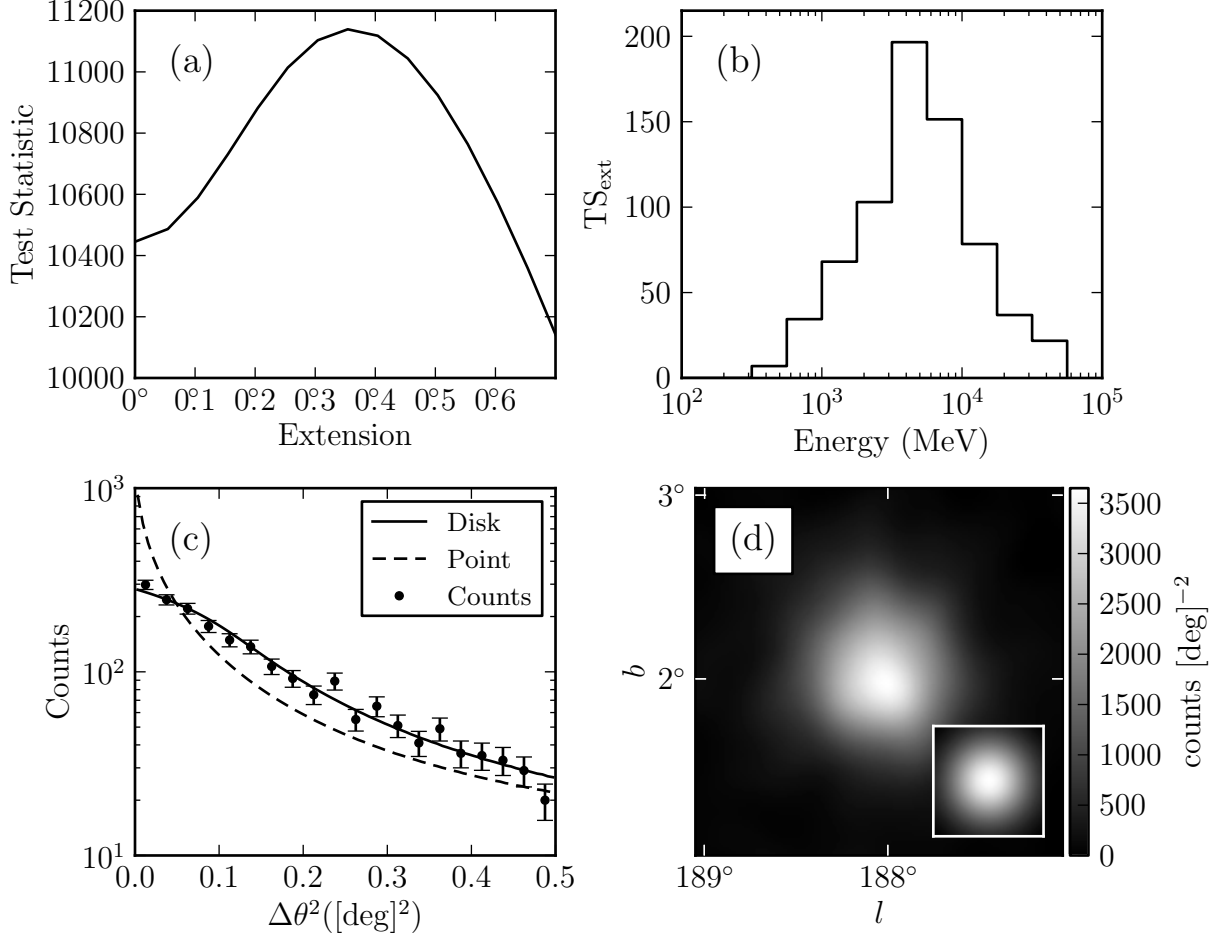 (a)
Test Statistic
11200
11000
10800
10600
10400
10200
10000
0° 0°.1 0°.2 0°.3 0°.4 0°.5 0°.6
Extension
(b)
TS_ext
200
150
100
50
0
10^2 10^3 10^4 10^5
Energy (MeV)
(c)
Disk
Point
Counts
Counts
10^3
10^2
10^1
0.0 0.1 0.2 0.3 0.4 0.5
Δθ^2([deg]^2)
(d)
b
3°
2°
189° 188°
l
3500
3000
2500
2000
1500
1000
500
0
counts [deg]^−2